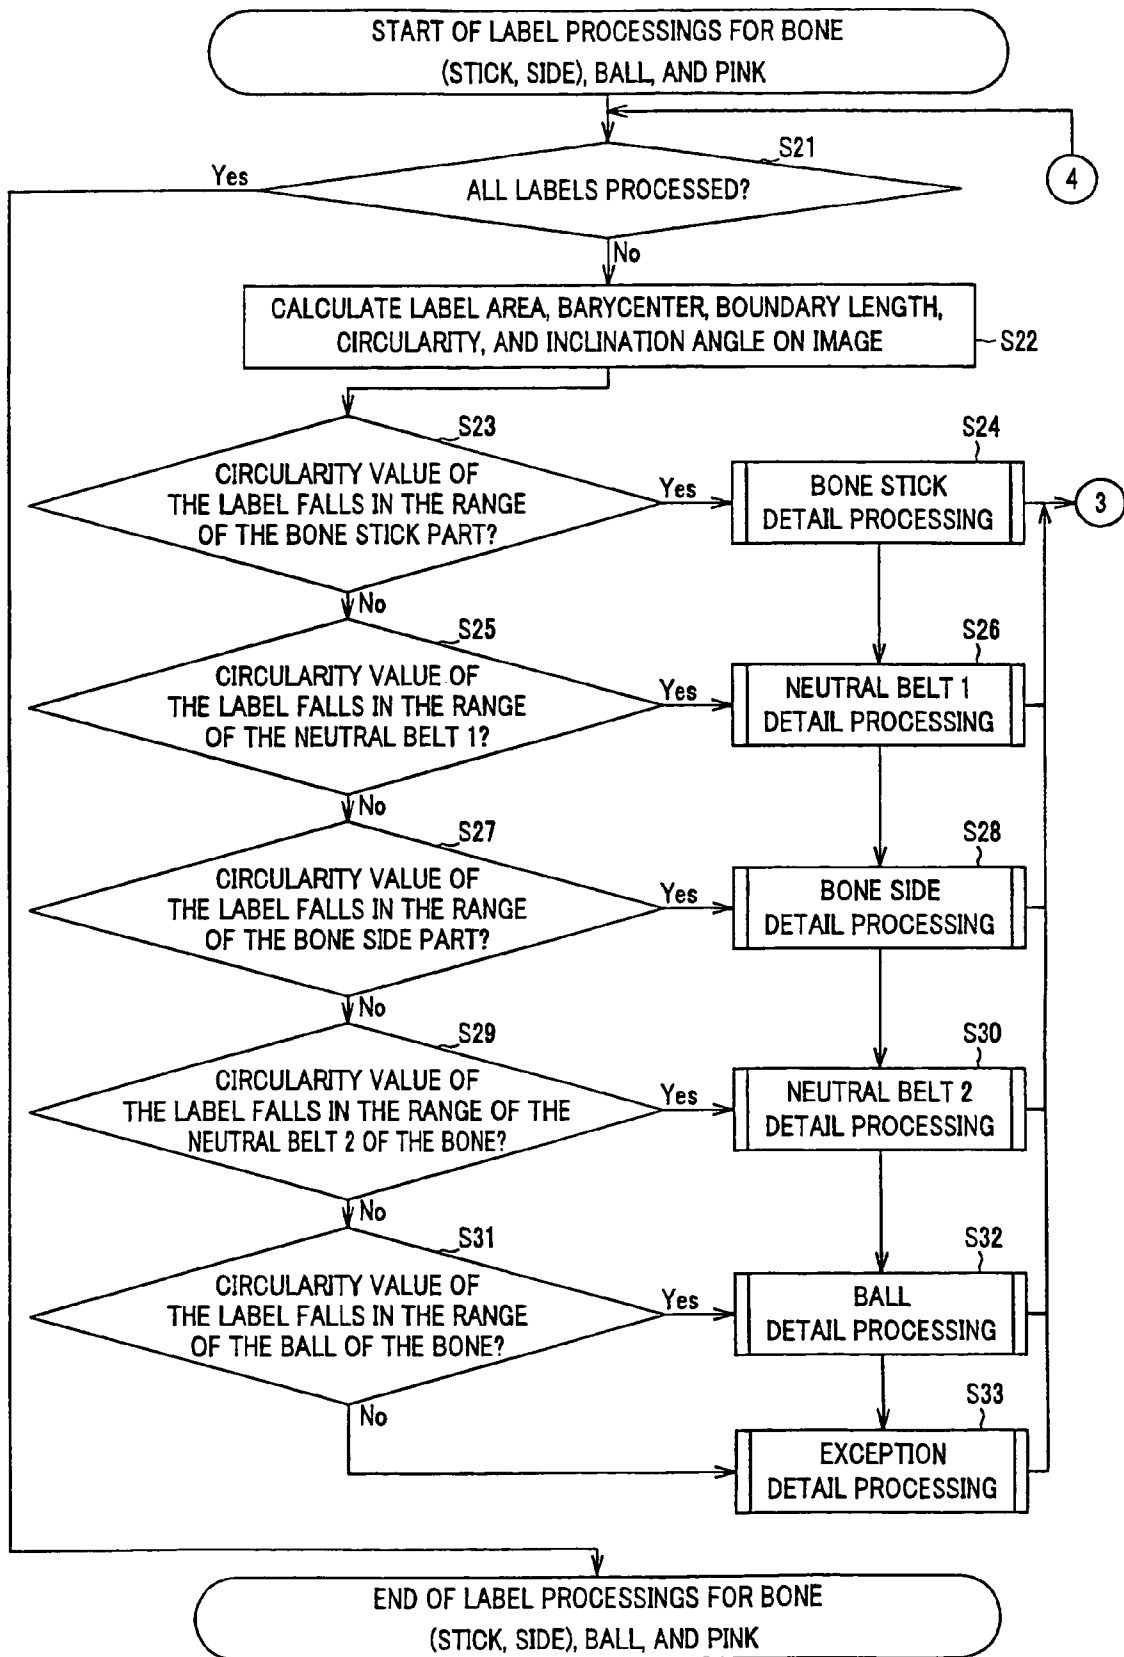 START OF LABEL PROCESSINGS FOR BONE
(STICK, SIDE), BALL, AND PINK
S21
Yes
ALL LABELS PROCESSED?
4
No
CALCULATE LABEL AREA, BARYCENTER, BOUNDARY LENGTH,
CIRCULARITY, AND INCLINATION ANGLE ON IMAGE
S22
S23
CIRCULARITY VALUE OF
THE LABEL FALLS IN THE RANGE
OF THE BONE STICK PART?
Yes
S24
BONE STICK
DETAIL PROCESSING
3
No
S25
CIRCULARITY VALUE OF
THE LABEL FALLS IN THE RANGE
OF THE NEUTRAL BELT 1?
Yes
S26
NEUTRAL BELT 1
DETAIL PROCESSING
No
S27
CIRCULARITY VALUE OF
THE LABEL FALLS IN THE RANGE
OF THE BONE SIDE PART?
Yes
S28
BONE SIDE
DETAIL PROCESSING
No
S29
CIRCULARITY VALUE OF
THE LABEL FALLS IN THE RANGE OF THE
NEUTRAL BELT 2 OF THE BONE?
Yes
S30
NEUTRAL BELT 2
DETAIL PROCESSING
No
S31
CIRCULARITY VALUE OF
THE LABEL FALLS IN THE RANGE
OF THE BALL OF THE BONE?
Yes
S32
BALL
DETAIL PROCESSING
No
S33
EXCEPTION
DETAIL PROCESSING
END OF LABEL PROCESSINGS FOR BONE
(STICK, SIDE), BALL, AND PINK